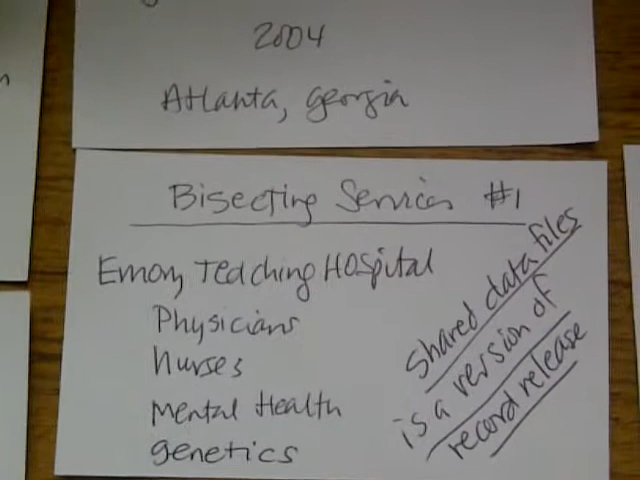 2004
Atlanta, Georgia
Bisecting Services #1
Emory Teaching Hospital
Physicians
Nurses
Mental Health
Genetics
Shared data files
is a version of
record release